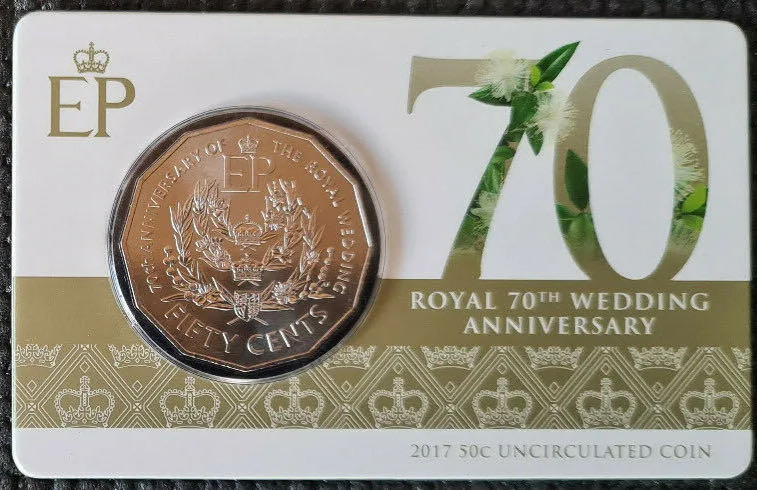 EP
70
EP
70TH ANNIVERSARY OF THE ROYAL WEDDING
FIFTY CENTS
ROYAL 70TH WEDDING
ANNIVERSARY
2017 50C UNCIRCULATED COIN